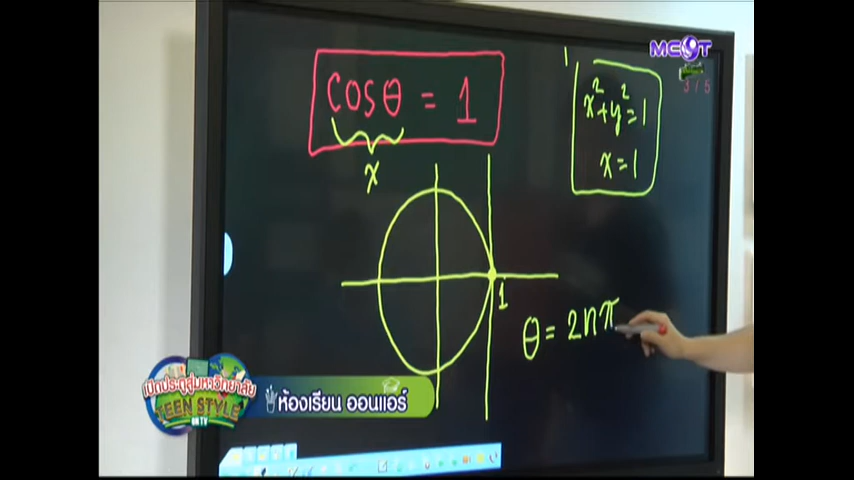 MCOT
3/5
cosθ = 1
x
x²+y²=1
x=1
1
θ = 2nπ
เปิดประตูสู่มหาวิทยาลัย
TEEN STYLE
ON TV
ห้องเรียน ออนแอร์